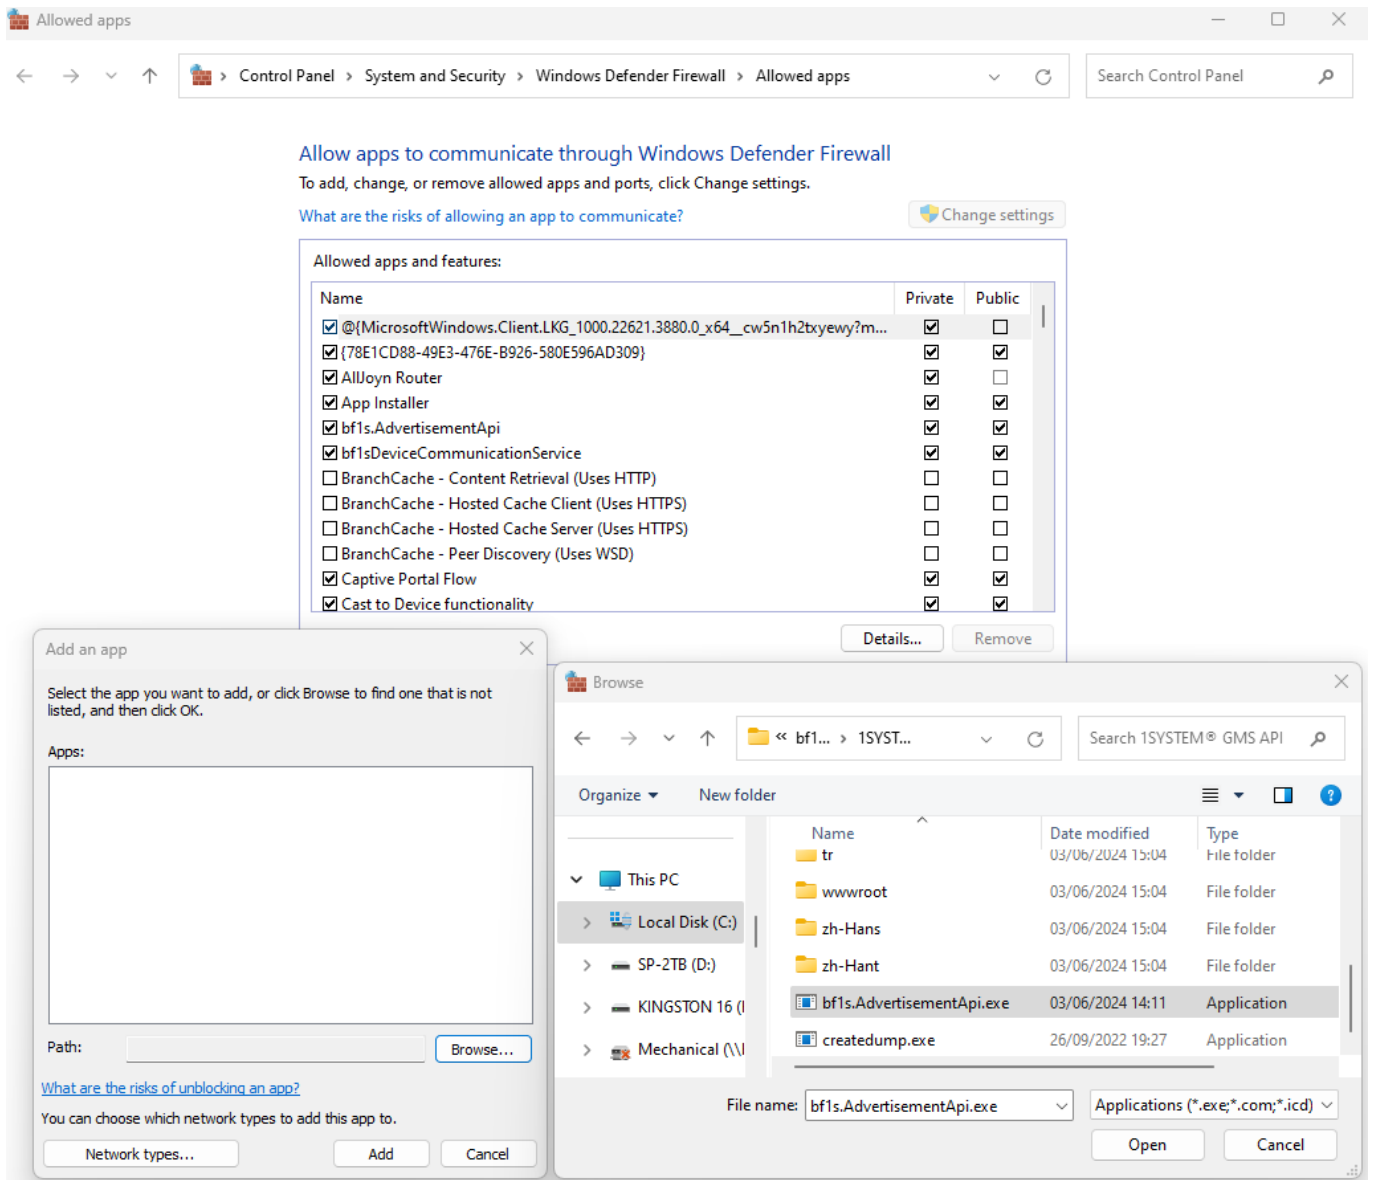 Allowed apps
Control Panel > System and Security > Windows Defender Firewall > Allowed apps
Search Control Panel
Allow apps to communicate through Windows Defender Firewall
To add, change, or remove allowed apps and ports, click Change settings.
What are the risks of allowing an app to communicate?
Change settings
Allowed apps and features:
Name Private Public
@{MicrosoftWindows.Client.LKG_1000.22621.3880.0_x64__cw5n1h2txyewy?m...
{78E1CD88-49E3-476E-B926-580E596AD309}
AllJoyn Router
App Installer
bf1s.AdvertisementApi
bf1sDeviceCommunicationService
BranchCache - Content Retrieval (Uses HTTP)
BranchCache - Hosted Cache Client (Uses HTTPS)
BranchCache - Hosted Cache Server (Uses HTTPS)
BranchCache - Peer Discovery (Uses WSD)
Captive Portal Flow
Cast to Device functionality
Details... Remove
Add an app
Select the app you want to add, or click Browse to find one that is not
listed, and then click OK.
Apps:
Path:
Browse...
What are the risks of unblocking an app?
You can choose which network types to add this app to.
Network types... Add Cancel
Browse
« bf1... > 1SYST...
Search 1SYSTEM® GMS API
Organize New folder
Name Date modified Type
tr 03/06/2024 15:04 File folder
wwwroot 03/06/2024 15:04 File folder
zh-Hans 03/06/2024 15:04 File folder
zh-Hant 03/06/2024 15:04 File folder
bf1s.AdvertisementApi.exe 03/06/2024 14:11 Application
createdump.exe 26/09/2022 19:27 Application
This PC
Local Disk (C:)
SP-2TB (D:)
KINGSTON 16 (
Mechanical (\\
File name: bf1s.AdvertisementApi.exe
Applications (*.exe;*.com;*.icd)
Open Cancel